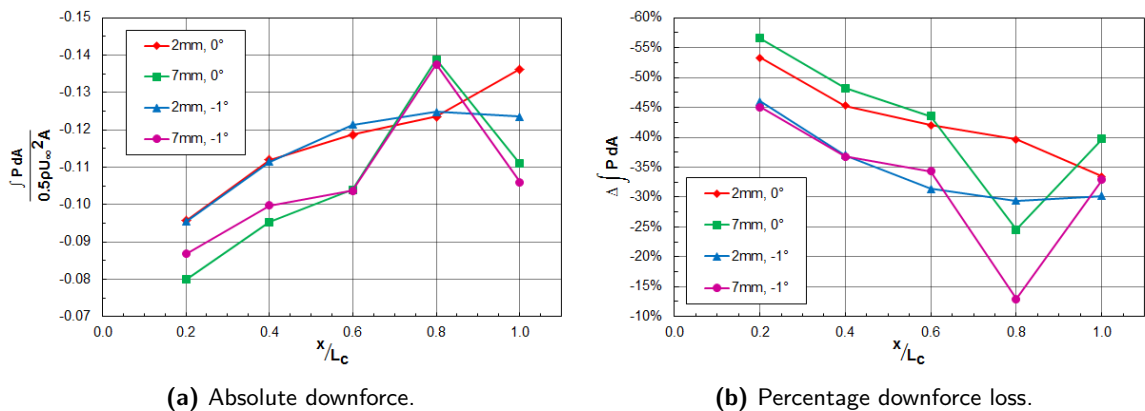 -0.15
-0.14
-0.13
-0.12
-0.11
-0.10
-0.09
-0.08
-0.07
∫ P dA
0.5ρU∞²A
2mm, 0°
7mm, 0°
2mm, -1°
7mm, -1°
0.0 0.2 0.4 0.6 0.8 1.0
x/Lc
(a) Absolute downforce.
-60%
-55%
-50%
-45%
-40%
-35%
-30%
-25%
-20%
-15%
-10%
Δ ∫ P dA
2mm, 0°
7mm, 0°
2mm, -1°
7mm, -1°
0.0 0.2 0.4 0.6 0.8 1.0
x/Lc
(b) Percentage downforce loss.